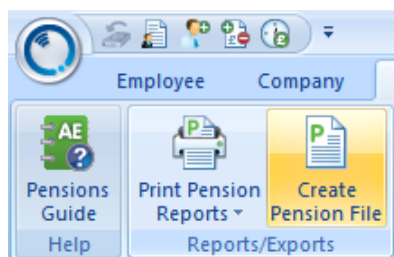 Employee Company
AE
?
P
P
Pensions Guide
Print Pension Reports
Create Pension File
Help
Reports/Exports